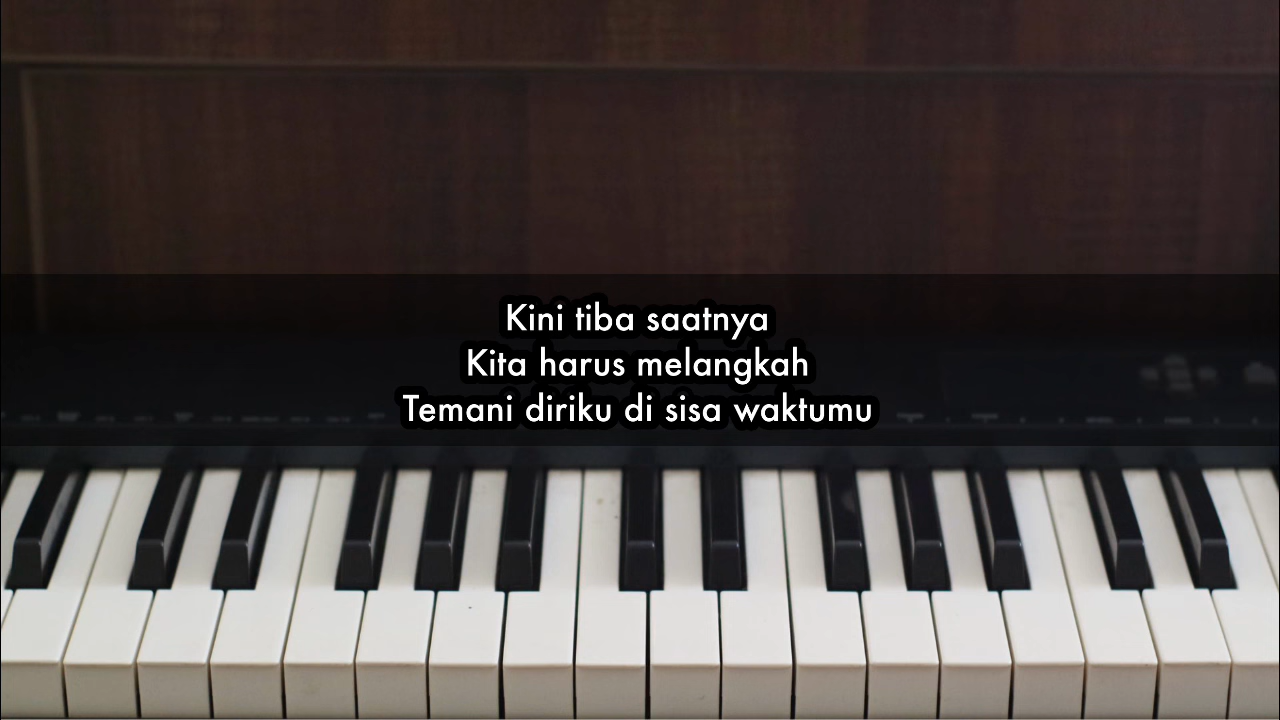 Kini tiba saatnya
Kita harus melangkah
Temani diriku di sisa waktumu